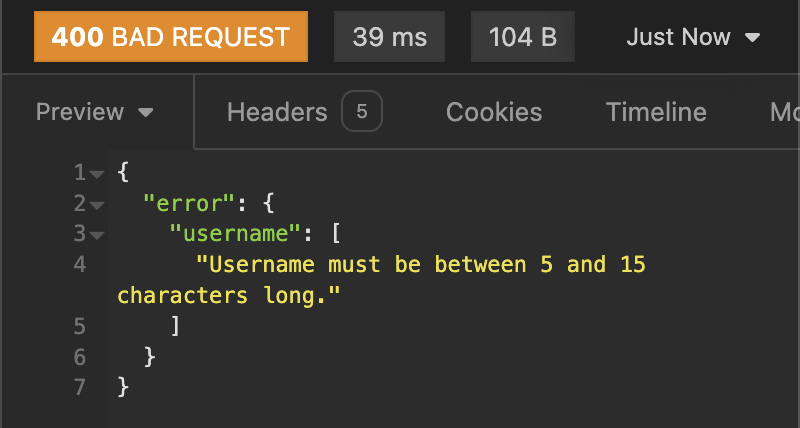 400 BAD REQUEST 39 ms 104 B Just Now
Preview Headers 5 Cookies Timeline
1 {
2 "error": {
3 "username": [
4 "Username must be between 5 and 15
characters long."
5 ]
6 }
7 }